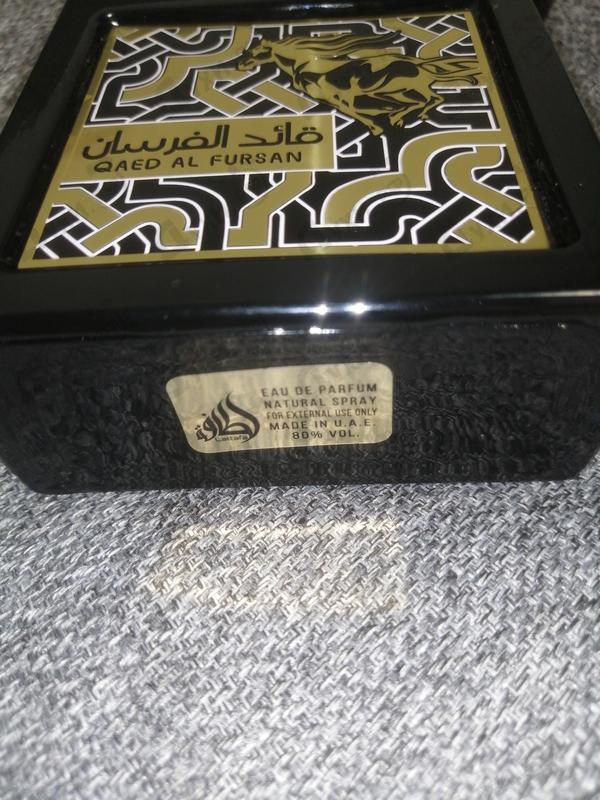 قائد الفرسان
QAED AL FURSAN
لطافة
Lattafa
EAU DE PARFUM
NATURAL SPRAY
FOR EXTERNAL USE ONLY
MADE IN U.A.E.
80% VOL.